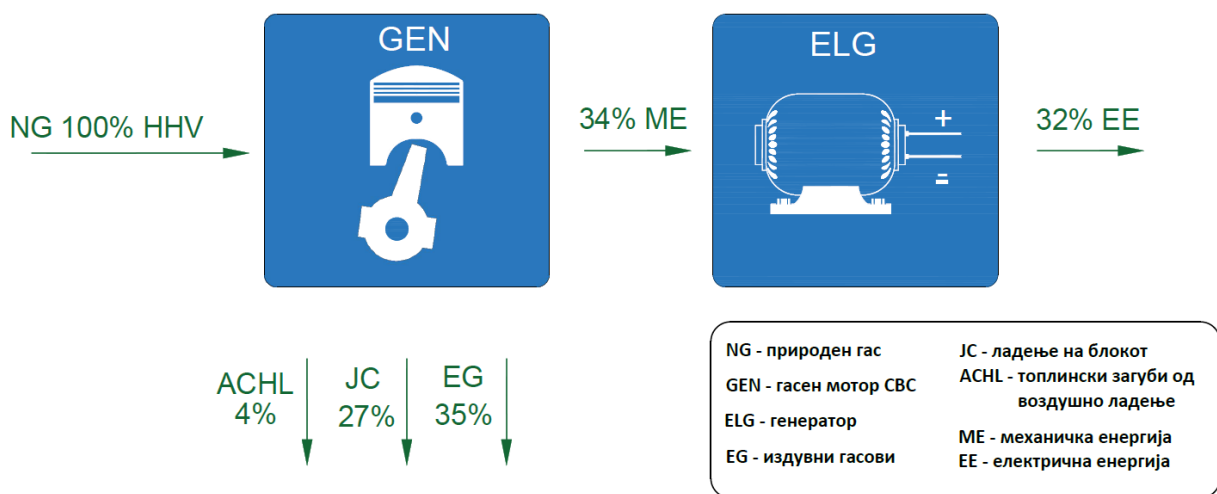 GEN
ELG
NG 100% HHV
34% ME
+
-
32% EE
ACHL
4%
JC
27%
EG
35%
NG - природен гас
GEN - гасен мотор СВС
ELG - генератор
EG - издувни гасови
JC - ладење на блокот
ACHL - топлински загуби од
воздушно ладење
ME - механичка енергија
EE - електрична енергија